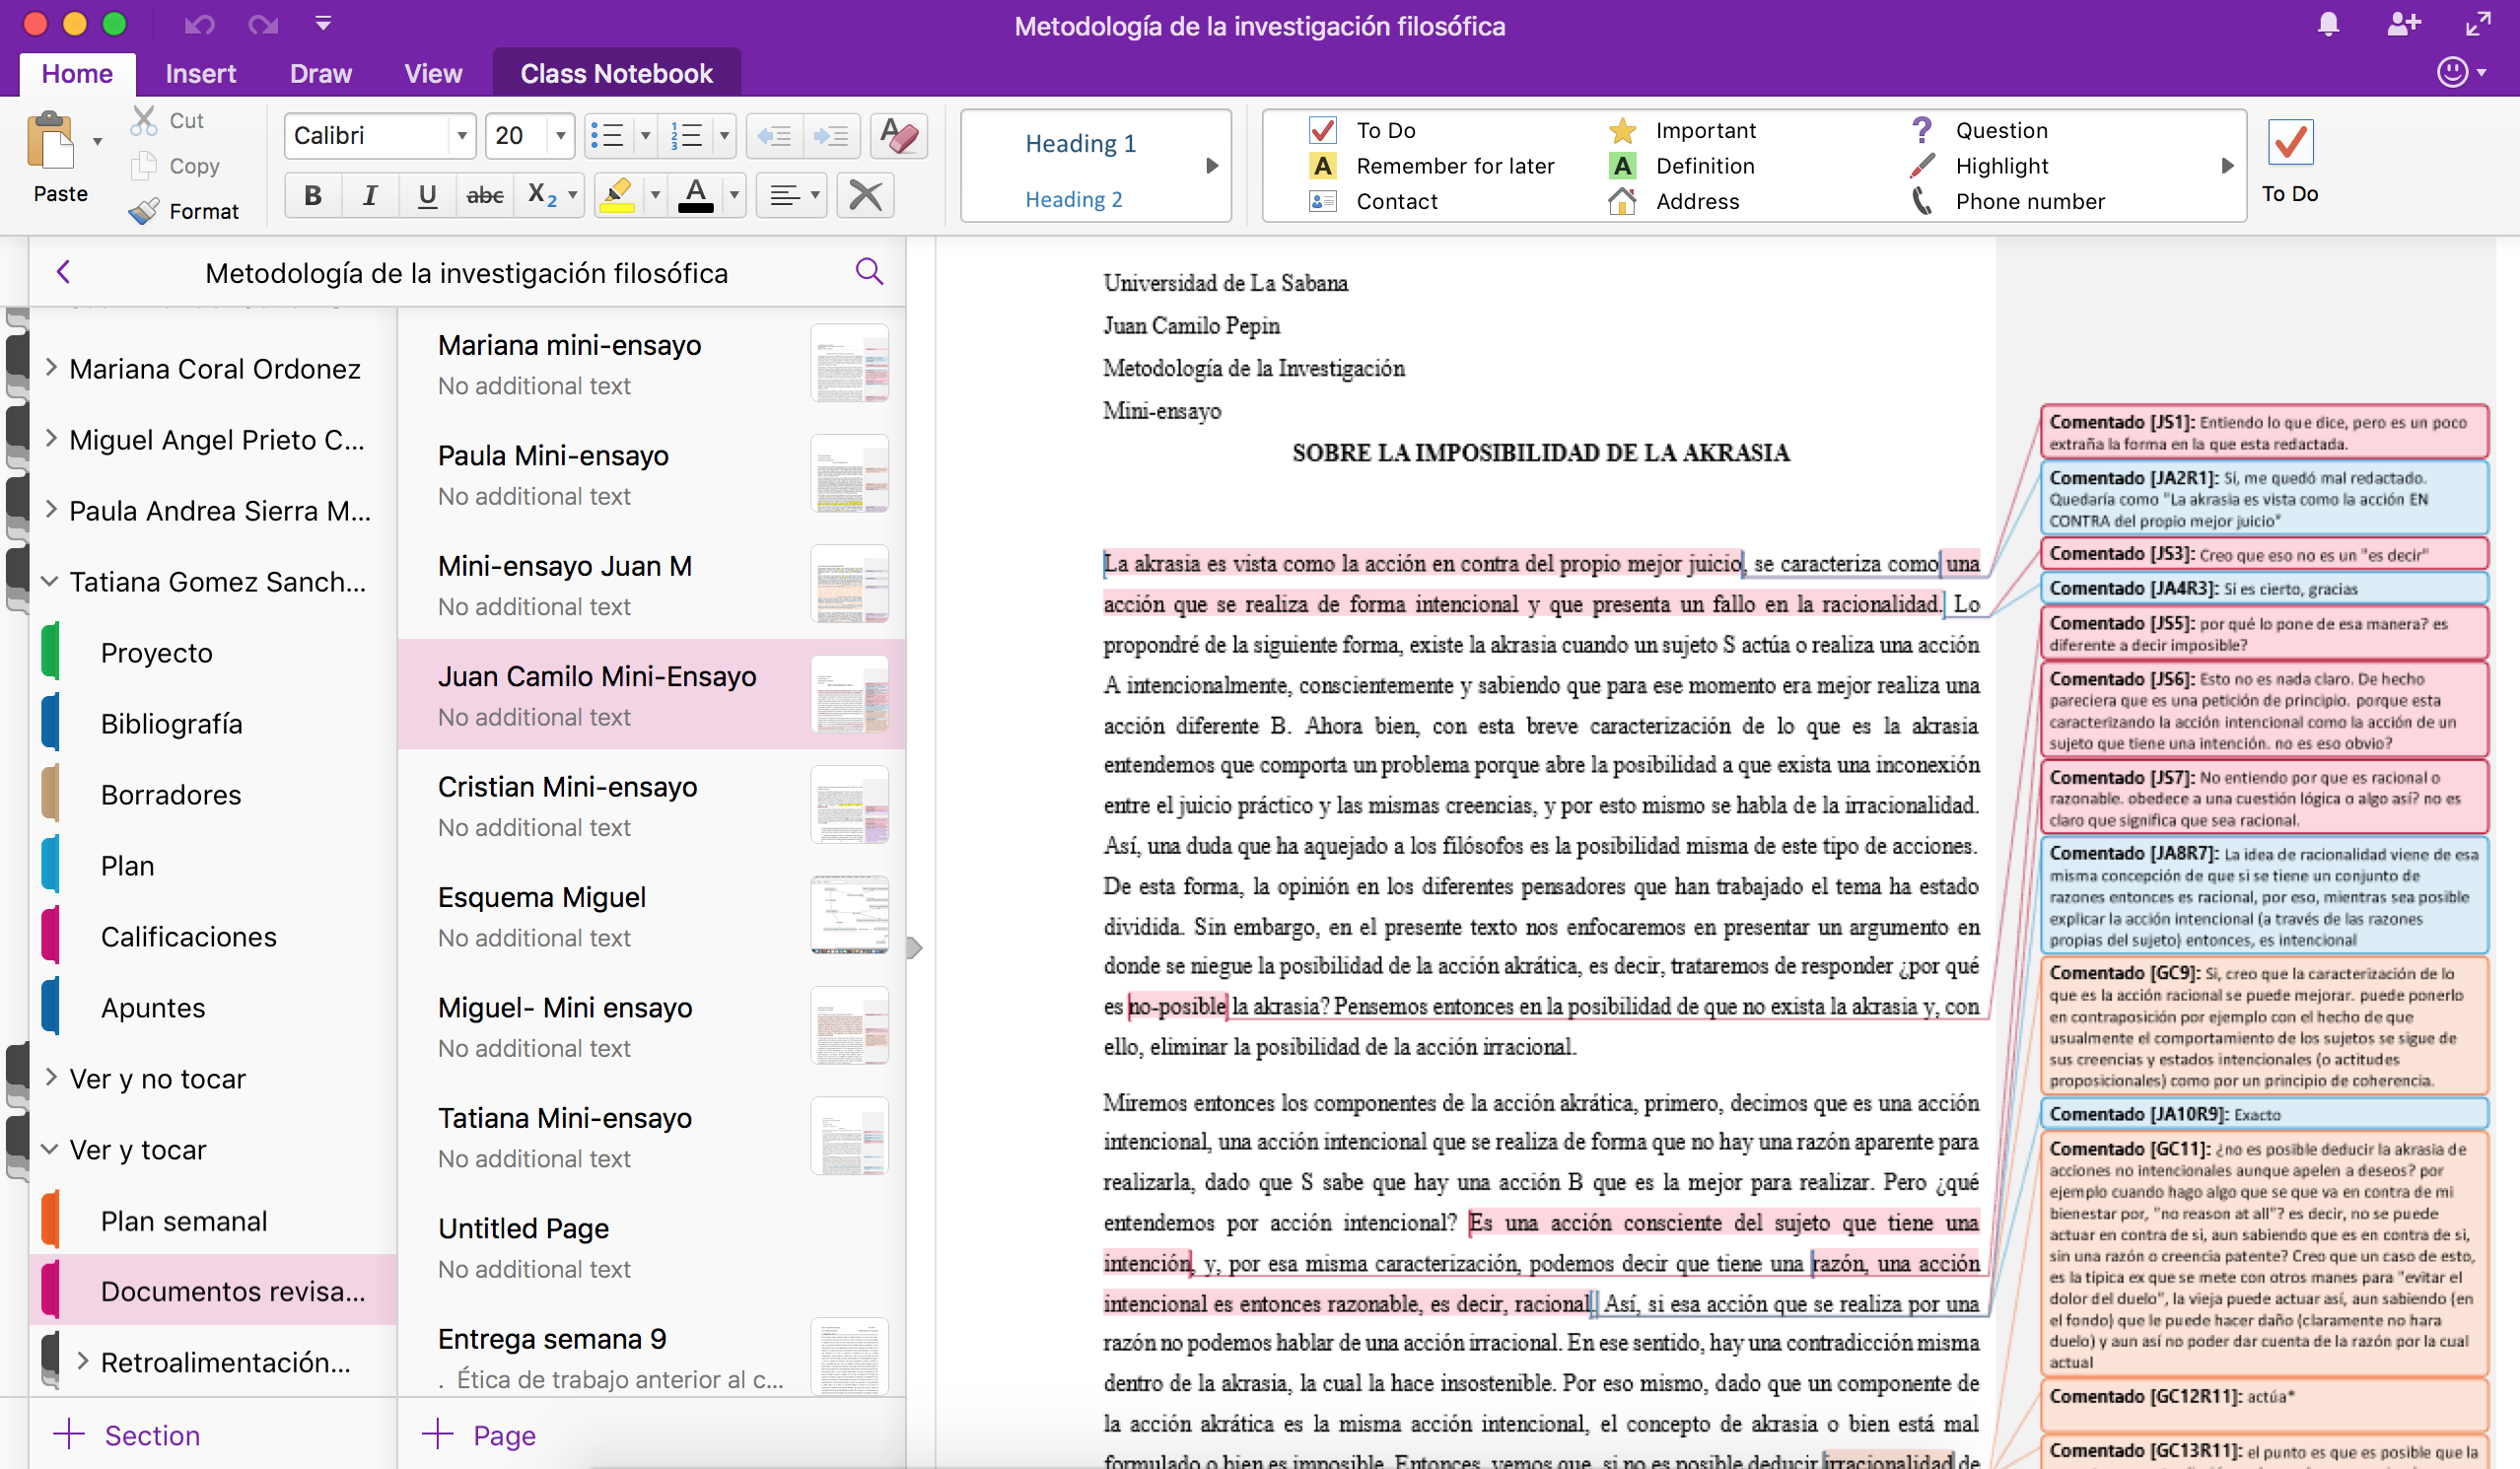 Metodología de la investigación filosófica
Home Insert Draw View Class Notebook
Paste
Cut
Copy
Format
Calibri 20
B I U abc X2 A
Heading 1
Heading 2
To Do Important Question
Remember for later Definition Highlight
Contact Address Phone number
To Do
Metodología de la investigación filosófica
Mariana Coral Ordonez
Miguel Angel Prieto C...
Paula Andrea Sierra M...
Tatiana Gomez Sanch...
Proyecto
Bibliografía
Borradores
Plan
Calificaciones
Apuntes
Ver y no tocar
Ver y tocar
Plan semanal
Documentos revisa...
Retroalimentación...
Section
Mariana mini-ensayo
No additional text
Paula Mini-ensayo
No additional text
Mini-ensayo Juan M
No additional text
Juan Camilo Mini-Ensayo
No additional text
Cristian Mini-ensayo
No additional text
Esquema Miguel
No additional text
Miguel- Mini ensayo
No additional text
Tatiana Mini-ensayo
No additional text
Untitled Page
No additional text
Entrega semana 9
. Ética de trabajo anterior al c...
Page
Universidad de La Sabana
Juan Camilo Pepin
Metodología de la Investigación
Mini-ensayo
SOBRE LA IMPOSIBILIDAD DE LA AKRASIA
La akrasia es vista como la acción en contra del propio mejor juicio, se caracteriza como una
acción que se realiza de forma intencional y que presenta un fallo en la racionalidad. Lo
propondré de la siguiente forma, existe la akrasia cuando un sujeto S actúa o realiza una acción
A intencionalmente, conscientemente y sabiendo que para ese momento era mejor realiza una
acción diferente B. Ahora bien, con esta breve caracterización de lo que es la akrasia
entendemos que comporta un problema porque abre la posibilidad a que exista una inconexión
entre el juicio práctico y las mismas creencias, y por esto mismo se habla de la irracionalidad.
Así, una duda que ha aquejado a los filósofos es la posibilidad misma de este tipo de acciones.
De esta forma, la opinión en los diferentes pensadores que han trabajado el tema ha estado
dividida. Sin embargo, en el presente texto nos enfocaremos en presentar un argumento en
donde se niegue la posibilidad de la acción akrática, es decir, trataremos de responder ¿por qué
es no-posible la akrasia? Pensemos entonces en la posibilidad de que no exista la akrasia y, con
ello, eliminar la posibilidad de la acción irracional.
Miremos entonces los componentes de la acción akrática, primero, decimos que es una acción
intencional, una acción intencional que se realiza de forma que no hay una razón aparente para
realizarla, dado que S sabe que hay una acción B que es la mejor para realizar. Pero ¿qué
entendemos por acción intencional? Es una acción consciente del sujeto que tiene una
intención, y, por esa misma caracterización, podemos decir que tiene una razón, una acción
intencional es entonces razonable, es decir, racional. Así, si esa acción que se realiza por una
razón no podemos hablar de una acción irracional. En ese sentido, hay una contradicción misma
dentro de la akrasia, la cual la hace insostenible. Por eso mismo, dado que un componente de
la acción akrática es la misma acción intencional, el concepto de akrasia o bien está mal
formulado o bien es imposible. Entonces, vemos que, si no es posible deducir irracionalidad de
Comentado [JS1]: Entiendo lo que dice, pero es un poco
extraña la forma en la que esta redactada.
Comentado [JA2R1]: Si, me quedó mal redactado.
Quedaría como "La akrasia es vista como la acción EN
CONTRA del propio mejor juicio"
Comentado [JS3]: Creo que eso no es un "es decir"
Comentado [JA4R3]: Si es cierto, gracias
Comentado [JS5]: por qué lo pone de esa manera? es
diferente a decir imposible?
Comentado [JS6]: Esto no es nada claro. De hecho
pareciera que es una petición de principio. porque esta
caracterizando la acción intencional como la acción de un
sujeto que tiene una intención. no es eso obvio?
Comentado [JS7]: No entiendo por que es racional o
razonable. obedece a una cuestión lógica o algo así? no es
claro que significa que sea racional.
Comentado [JA8R7]: La idea de racionalidad viene de esa
misma concepción de que si se tiene un conjunto de
razones entonces es racional, por eso, mientras sea posible
explicar la acción intencional (a través de las razones
propias del sujeto) entonces, es intencional
Comentado [GC9]: Si, creo que la caracterización de lo
que es la acción racional se puede mejorar. puede ponerlo
en contraposición por ejemplo con el hecho de que
usualmente el comportamiento de los sujetos se sigue de
sus creencias y estados intencionales (o actitudes
proposicionales) como por un principio de coherencia.
Comentado [JA10R9]: Exacto
Comentado [GC11]: ¿no es posible deducir la akrasia de
acciones no intencionales aunque apelen a deseos? por
ejemplo cuando hago algo que se que va en contra de mi
bienestar por, "no reason at all"? es decir, no se puede
actuar en contra de si, aun sabiendo que es en contra de si,
sin una razón o creencia patente? Creo que un caso de esto,
es la típica ex que se mete con otros manes para "evitar el
dolor del duelo", la vieja puede actuar así, aun sabiendo (en
el fondo) que le puede hacer daño (claramente no hara
duelo) y aun así no poder dar cuenta de la razón por la cual
actual
Comentado [GC12R11]: actúa*
Comentado [GC13R11]: el punto es que es posible que la